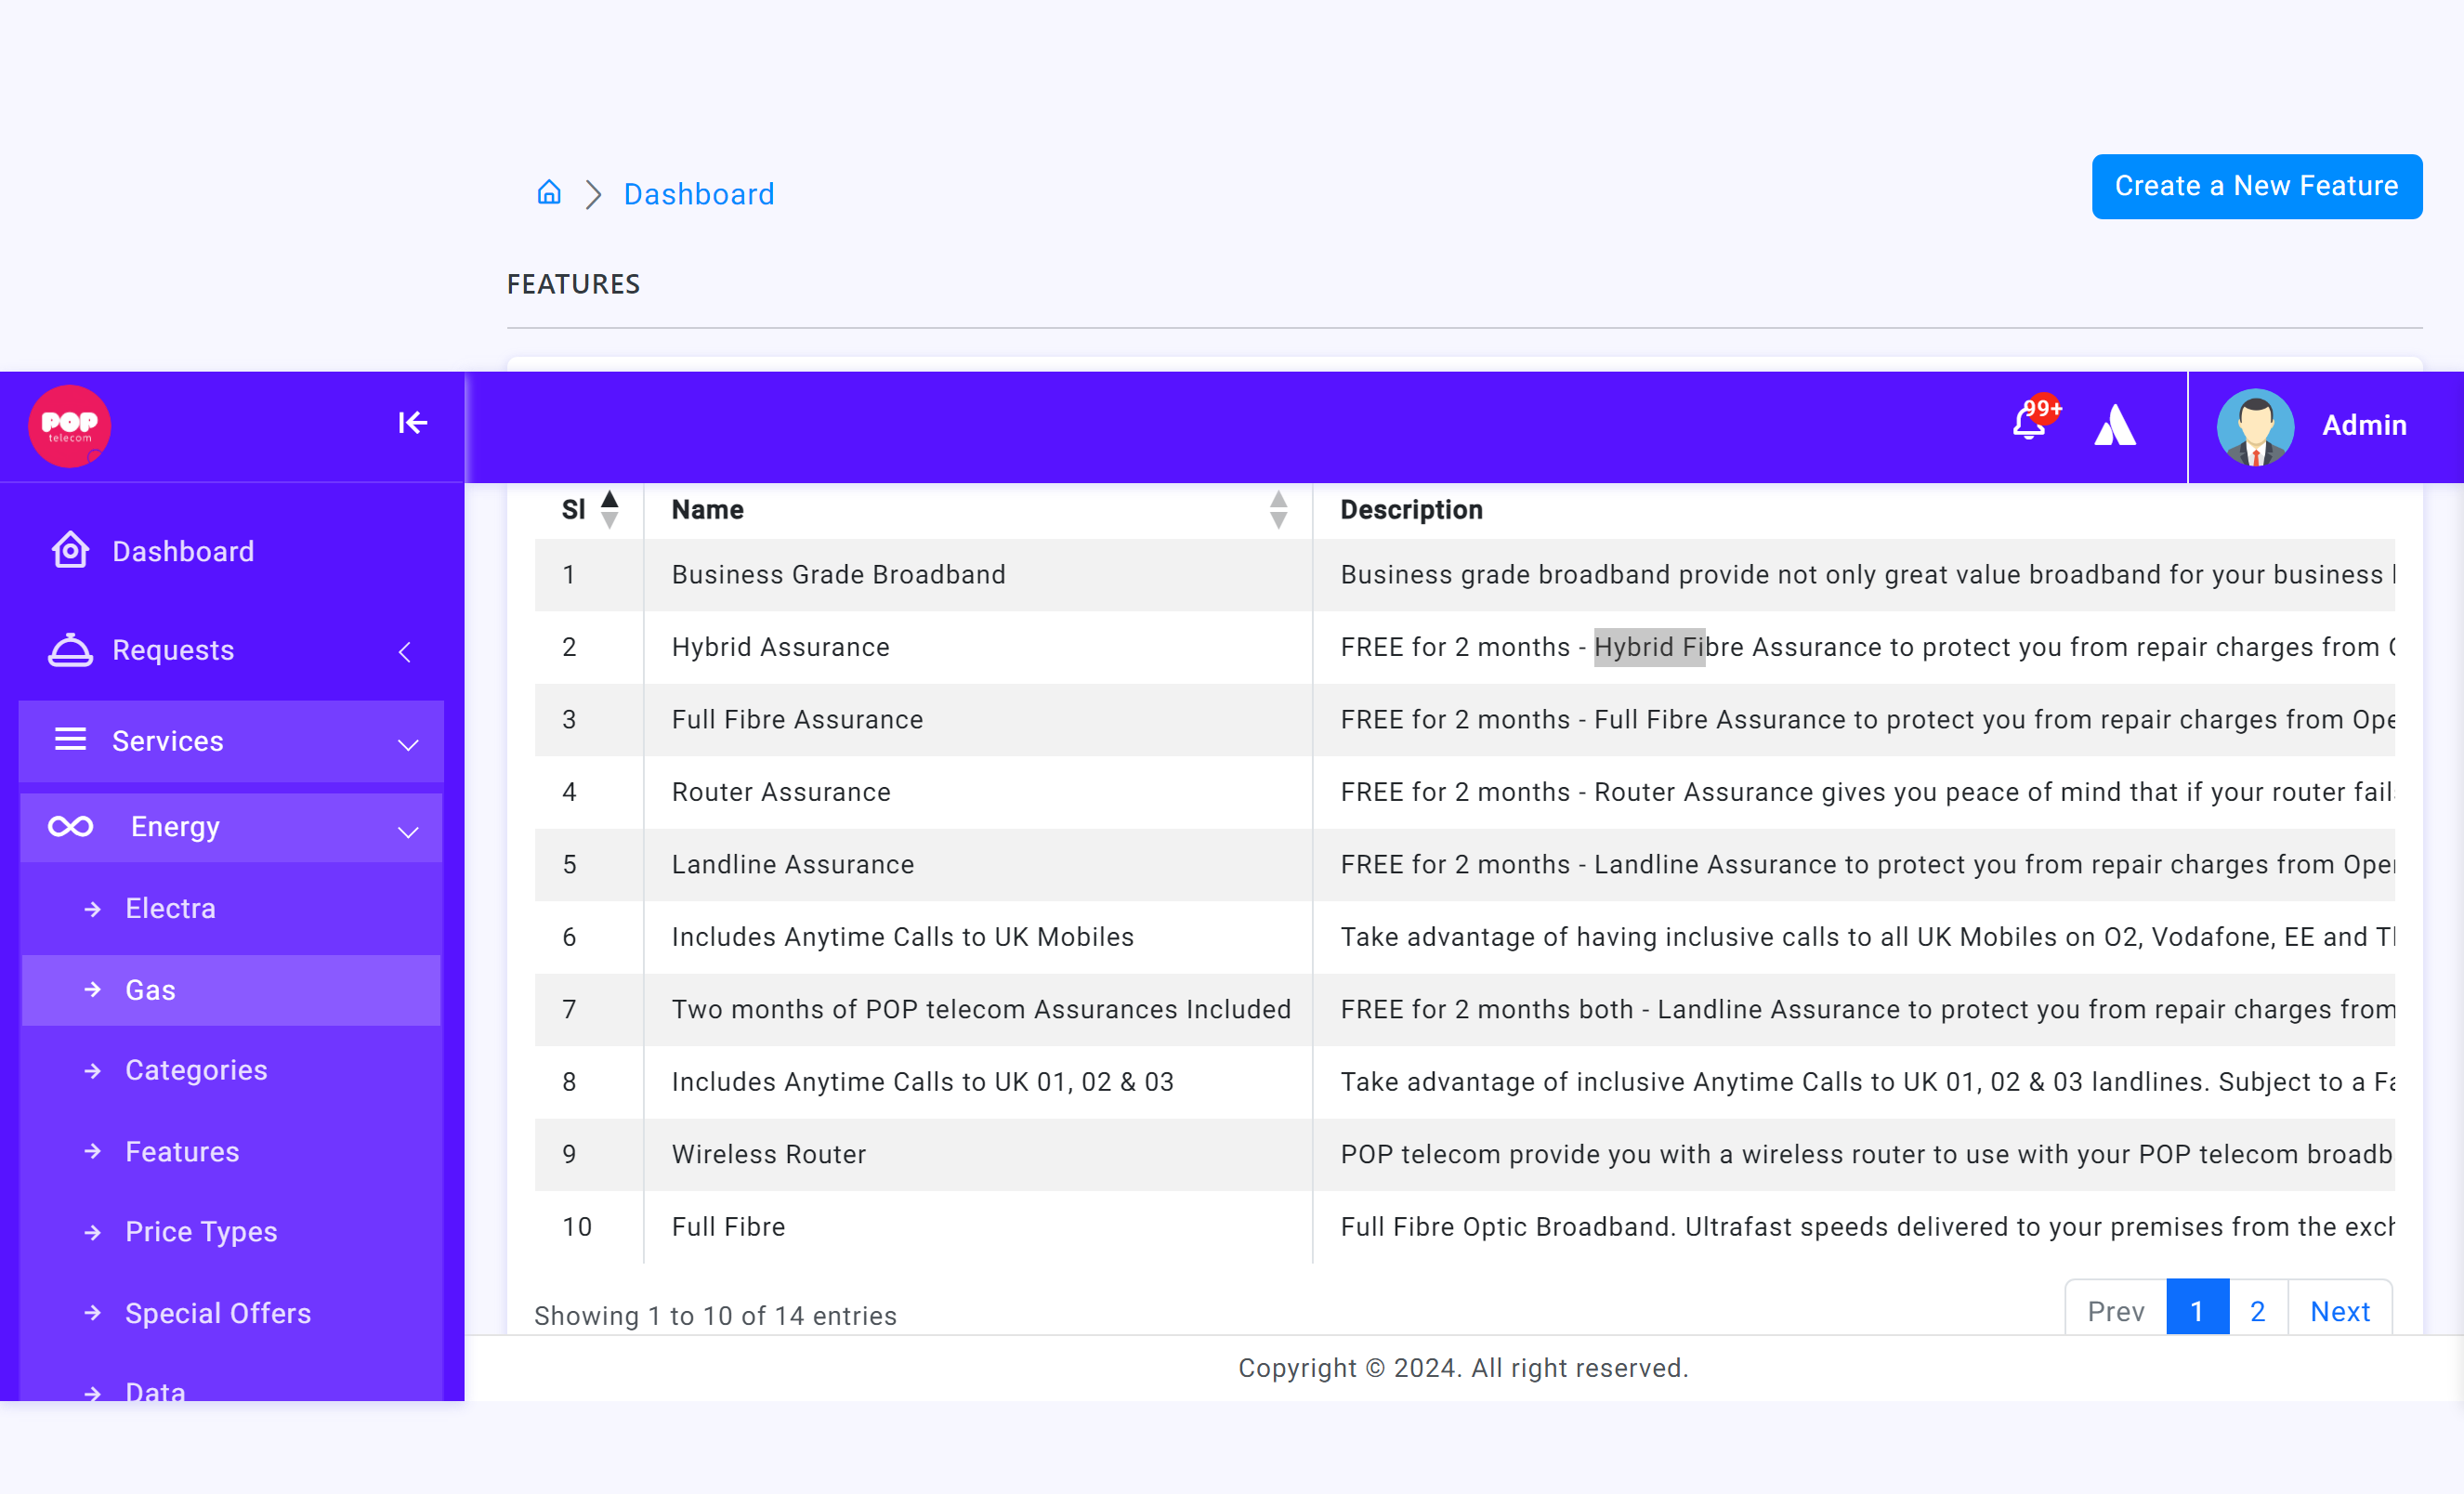 Dashboard
Create a New Feature
FEATURES
POP
telecom
99+
Admin
Dashboard
Requests
Services
Energy
Electra
Gas
Categories
Features
Price Types
Special Offers
Data
Sl Name Description
1 Business Grade Broadband Business grade broadband provide not only great value broadband for your business
2 Hybrid Assurance FREE for 2 months - Hybrid Fibre Assurance to protect you from repair charges from
3 Full Fibre Assurance FREE for 2 months - Full Fibre Assurance to protect you from repair charges from Ope
4 Router Assurance FREE for 2 months - Router Assurance gives you peace of mind that if your router fail
5 Landline Assurance FREE for 2 months - Landline Assurance to protect you from repair charges from Ope
6 Includes Anytime Calls to UK Mobiles Take advantage of having inclusive calls to all UK Mobiles on O2, Vodafone, EE and
7 Two months of POP telecom Assurances Included FREE for 2 months both - Landline Assurance to protect you from repair charges from
8 Includes Anytime Calls to UK 01, 02 & 03 Take advantage of inclusive Anytime Calls to UK 01, 02 & 03 landlines. Subject to a Fa
9 Wireless Router POP telecom provide you with a wireless router to use with your POP telecom broadb
10 Full Fibre Full Fibre Optic Broadband. Ultrafast speeds delivered to your premises from the exc
Showing 1 to 10 of 14 entries
Prev 1 2 Next
Copyright © 2024. All right reserved.